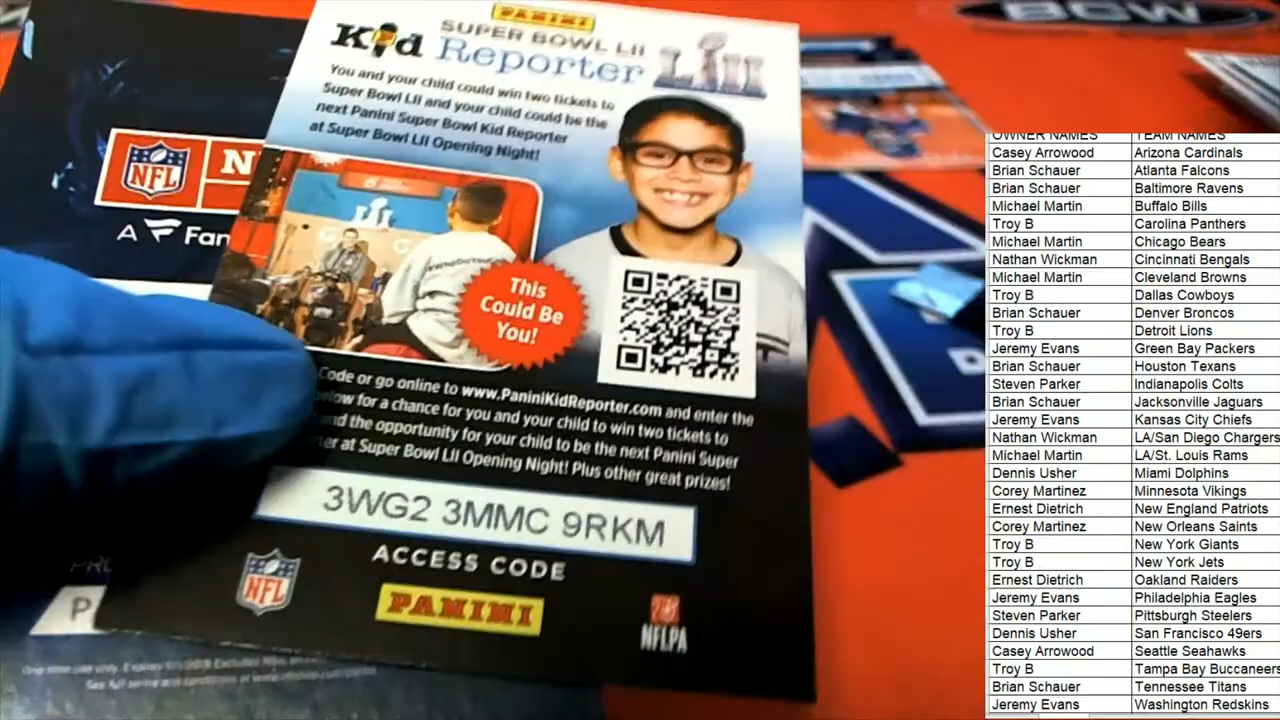 BCW
PANINI
SUPER BOWL LII
Kid Reporter
LII
You and your child could win two tickets to
Super Bowl LII and your child could be the
next Panini Super Bowl Kid Reporter
at Super Bowl LII Opening Night!
NFL
N
A Fan
This
Could Be
You!
Code or go online to www.PaniniKidReporter.com and enter the
for a chance for you and your child to win two tickets to
the opportunity for your child to be the next Panini Super
at Super Bowl LII Opening Night! Plus other great prizes!
3WG2 3MMC 9RKM
ACCESS CODE
NFL
PANINI
NFLPA
P
OWNER NAMES TEAM NAMES
Casey Arrowood Arizona Cardinals
Brian Schauer Atlanta Falcons
Brian Schauer Baltimore Ravens
Michael Martin Buffalo Bills
Troy B Carolina Panthers
Michael Martin Chicago Bears
Nathan Wickman Cincinnati Bengals
Michael Martin Cleveland Browns
Troy B Dallas Cowboys
Brian Schauer Denver Broncos
Troy B Detroit Lions
Jeremy Evans Green Bay Packers
Brian Schauer Houston Texans
Steven Parker Indianapolis Colts
Brian Schauer Jacksonville Jaguars
Jeremy Evans Kansas City Chiefs
Nathan Wickman LA/San Diego Chargers
Michael Martin LA/St. Louis Rams
Dennis Usher Miami Dolphins
Corey Martinez Minnesota Vikings
Ernest Dietrich New England Patriots
Corey Martinez New Orleans Saints
Troy B New York Giants
Troy B New York Jets
Ernest Dietrich Oakland Raiders
Jeremy Evans Philadelphia Eagles
Steven Parker Pittsburgh Steelers
Dennis Usher San Francisco 49ers
Casey Arrowood Seattle Seahawks
Troy B Tampa Bay Buccaneers
Brian Schauer Tennessee Titans
Jeremy Evans Washington Redskins